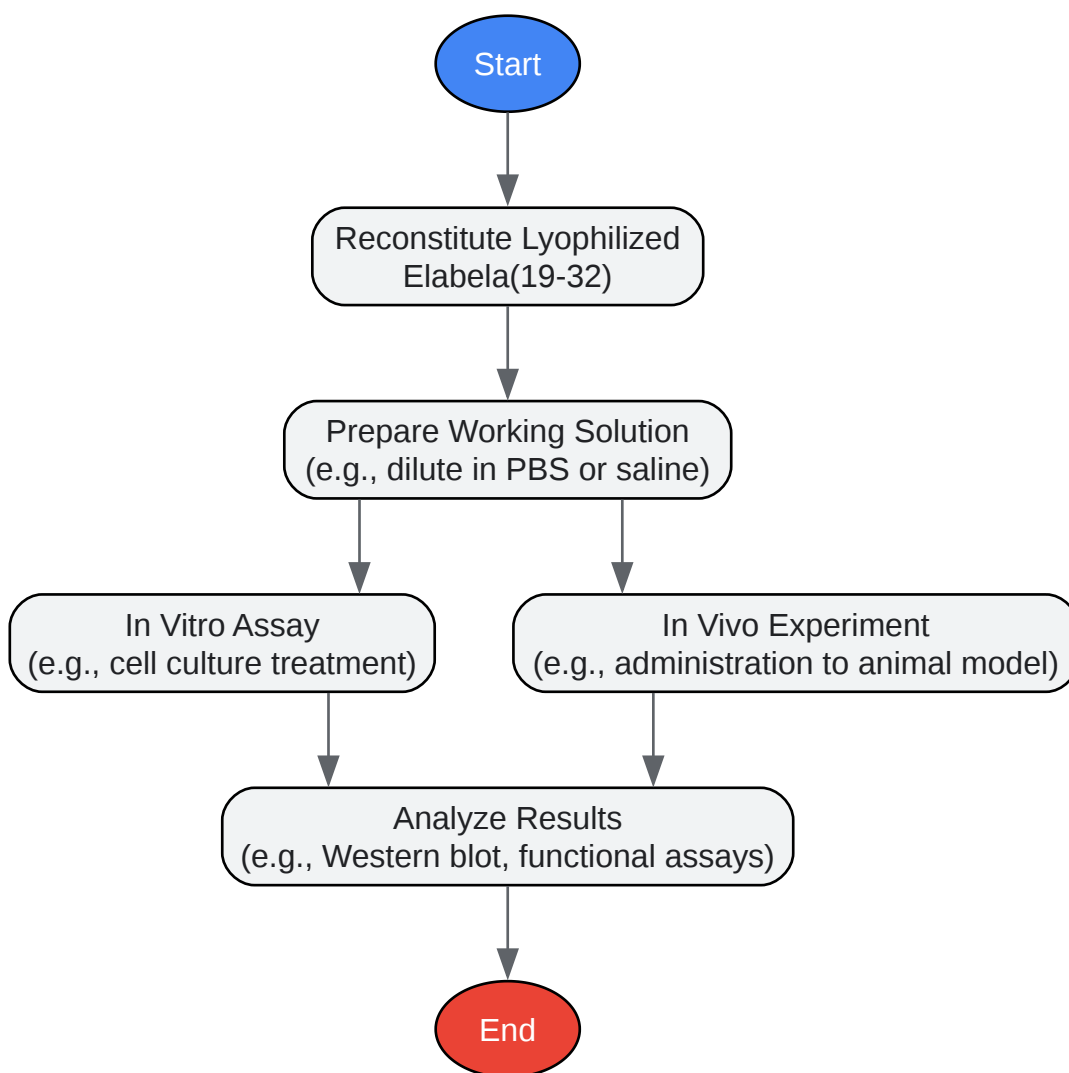 Start
Reconstitute Lyophilized
Elabela(19-32)
Prepare Working Solution
(e.g., dilute in PBS or saline)
In Vitro Assay
(e.g., cell culture treatment)
In Vivo Experiment
(e.g., administration to animal model)
Analyze Results
(e.g., Western blot, functional assays)
End